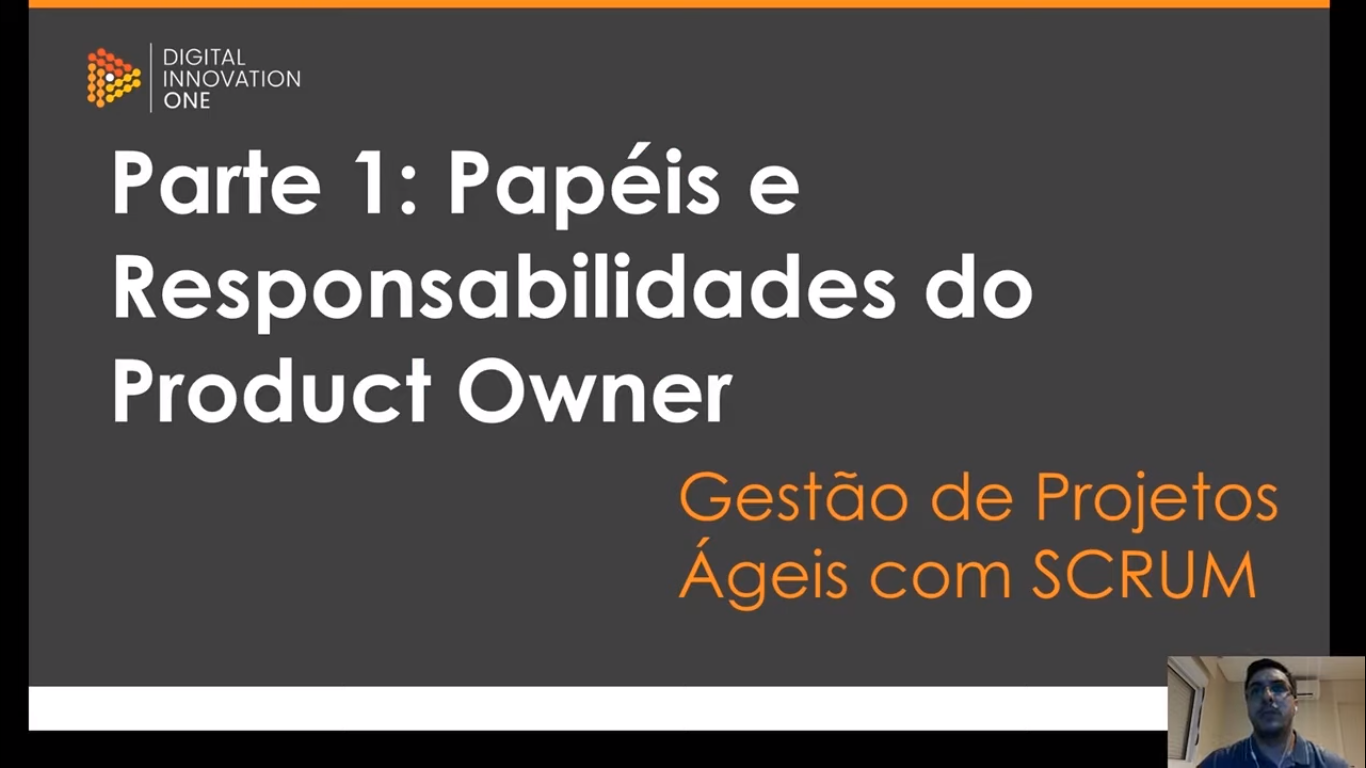 DIGITAL
INNOVATION
ONE
Parte 1: Papéis e
Responsabilidades do
Product Owner
Gestão de Projetos
Ágeis com SCRUM